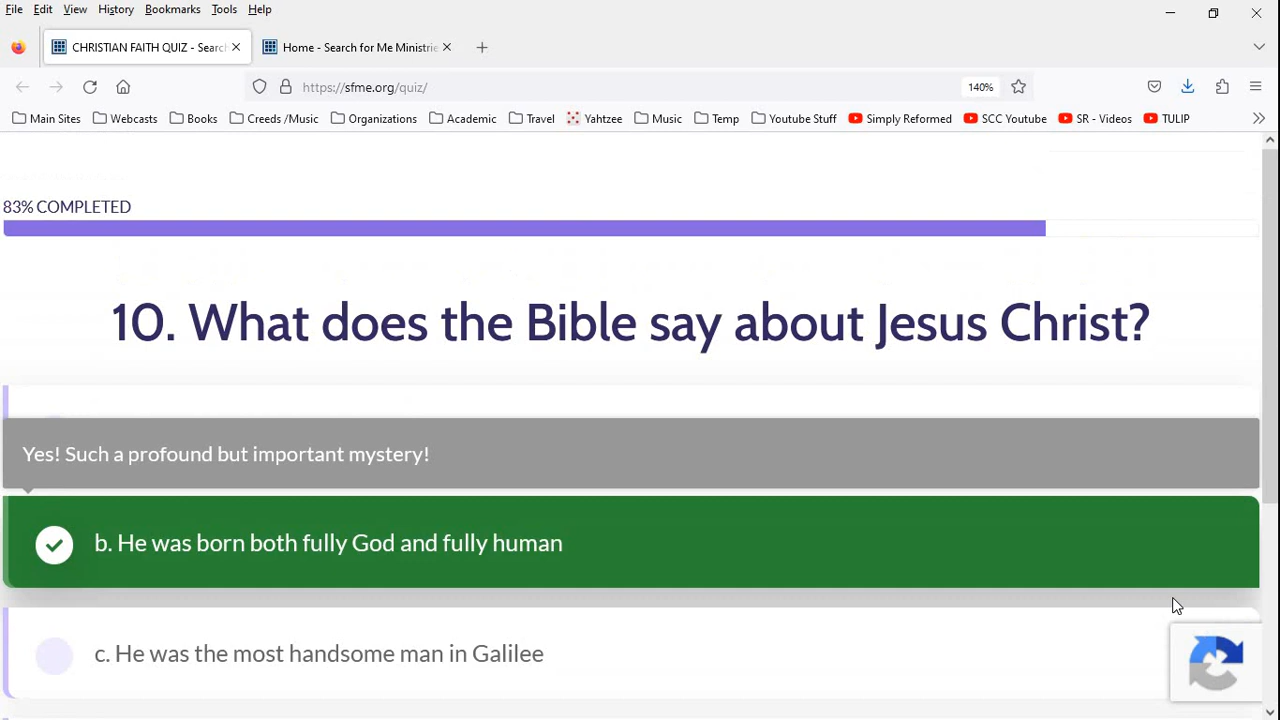 File Edit View History Bookmarks Tools Help
CHRISTIAN FAITH QUIZ - Search
Home - Search for Me Ministrie
https://sfme.org/quiz/
140%
Main Sites Webcasts Books Creeds /Music Organizations Academic Travel Yahtzee Music Temp Youtube Stuff Simply Reformed SCC Youtube SR - Videos TULIP
83% COMPLETED
10. What does the Bible say about Jesus Christ?
Yes! Such a profound but important mystery!
b. He was born both fully God and fully human
c. He was the most handsome man in Galilee